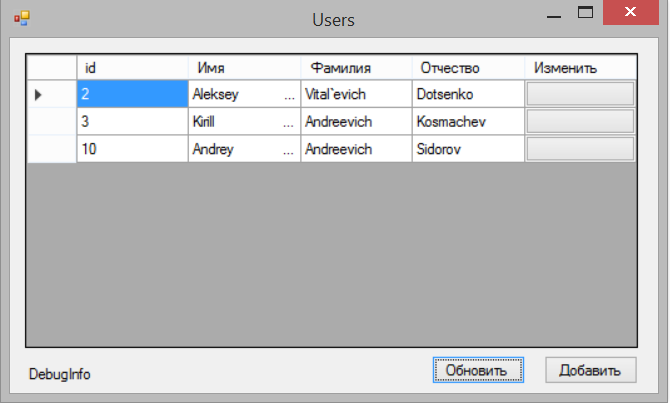 Users
id Имя Фамилия Отчество Изменить
2 Aleksey ... Vital`evich Dotsenko
3 Kirill ... Andreevich Kosmachev
10 Andrey ... Andreevich Sidorov
DebugInfo Обновить Добавить